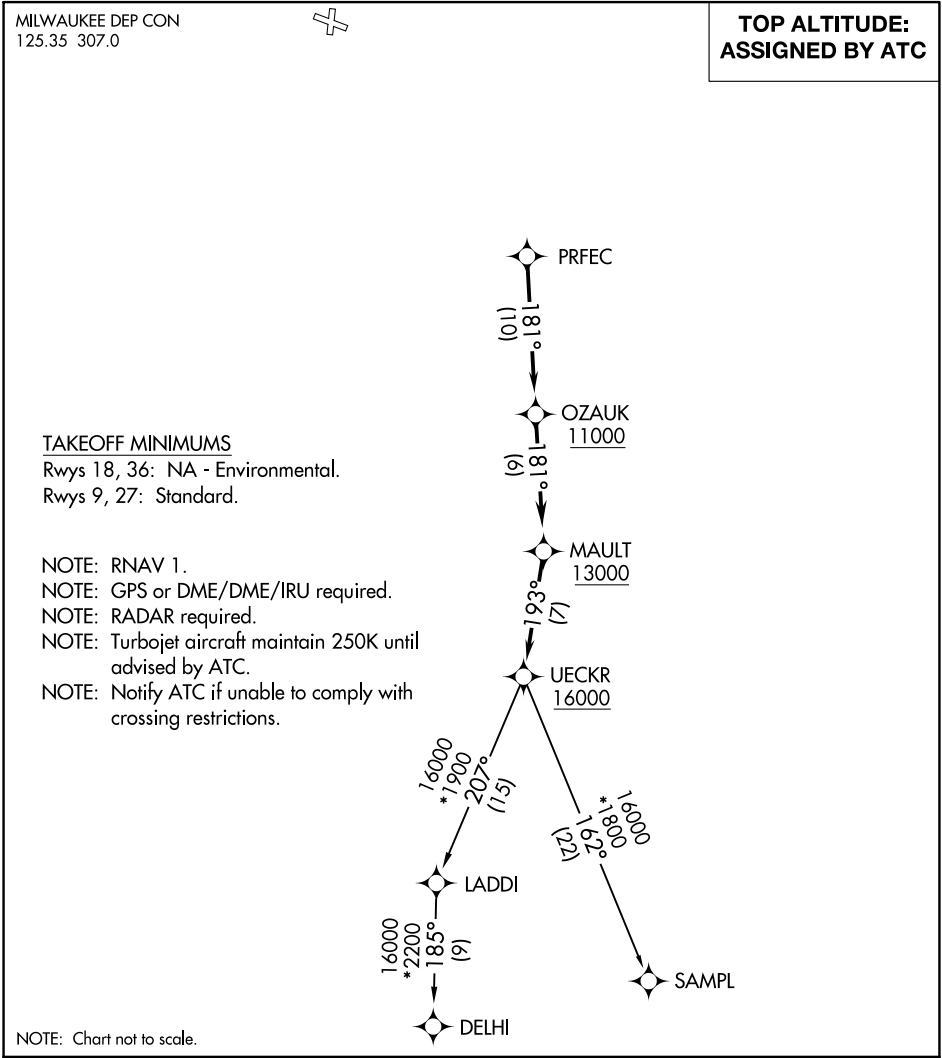 MILWAUKEE DEP CON
125.35 307.0
TOP ALTITUDE:
ASSIGNED BY ATC
PRFEC
181°
(10)
OZAUK
11000
181°
(9)
MAULT
13000
193°
(7)
UECKR
16000
TAKEOFF MINIMUMS
Rwys 18, 36: NA - Environmental.
Rwys 9, 27: Standard.
NOTE: RNAV 1.
NOTE: GPS or DME/DME/IRU required.
NOTE: RADAR required.
NOTE: Turbojet aircraft maintain 250K until
advised by ATC.
NOTE: Notify ATC if unable to comply with
crossing restrictions.
16000
*1900
207°
(15)
16000
*1800
162°
(22)
LADDI
16000
*2200
185°
(9)
SAMPL
DELHI
NOTE: Chart not to scale.